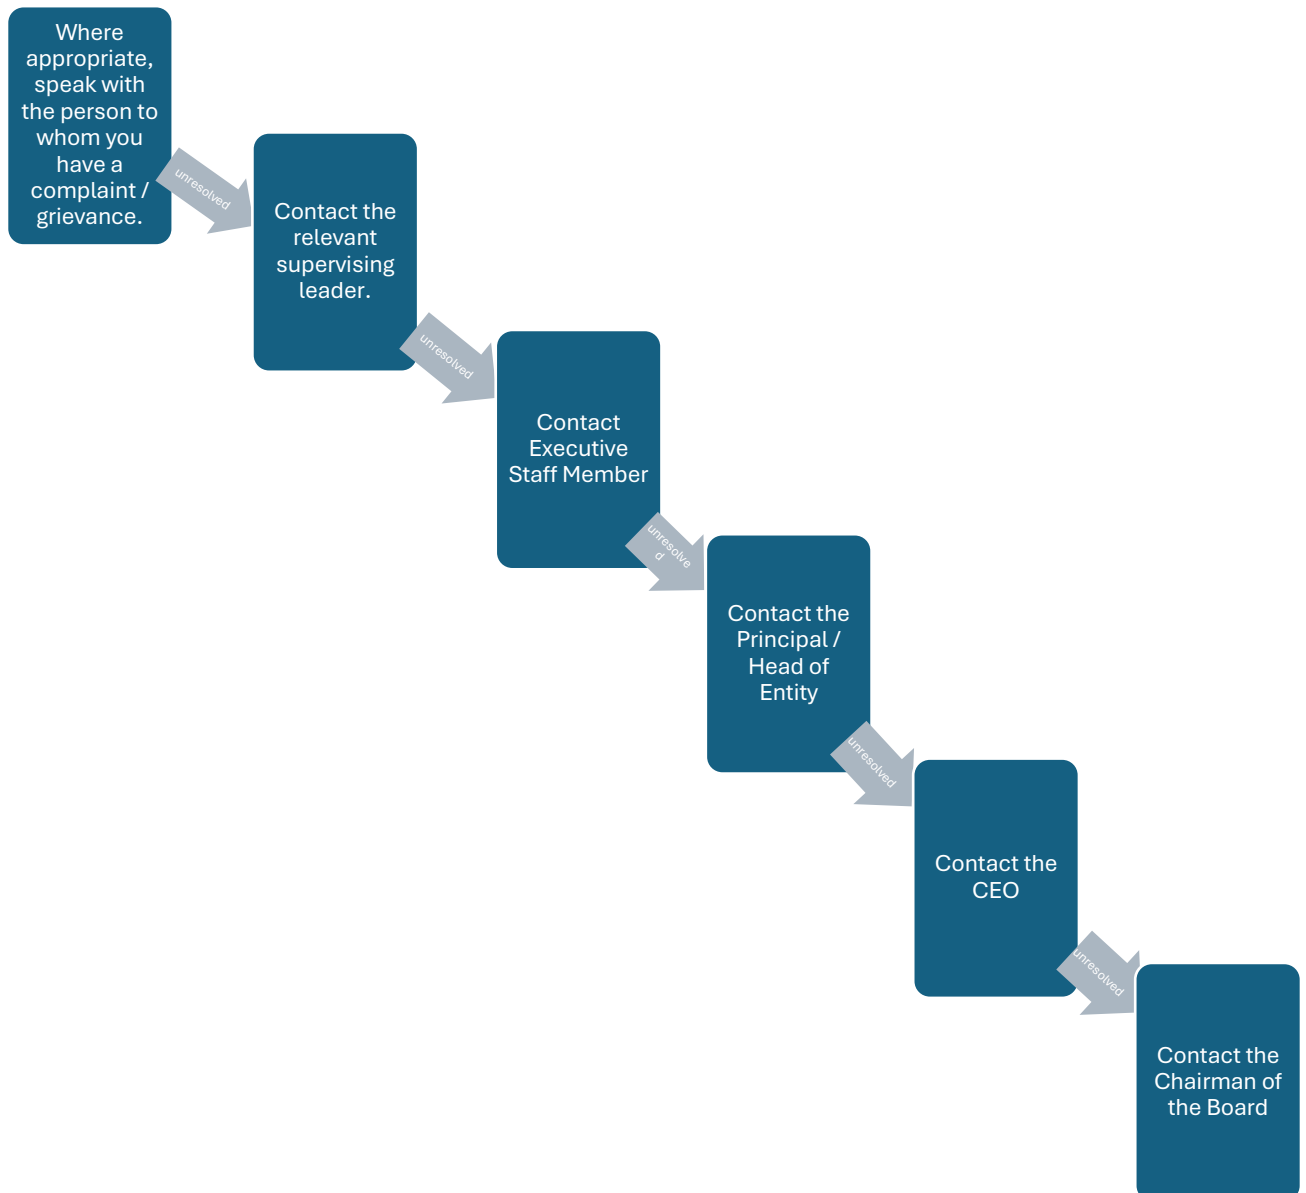 Where
appropriate,
speak with
the person to
whom you
have a
complaint /
grievance.
unresolved
Contact the
relevant
supervising
leader.
unresolved
Contact
Executive
Staff Member
unresolve
d
Contact the
Principal /
Head of
Entity
unresolved
Contact the
CEO
unresolved
Contact the
Chairman of
the Board